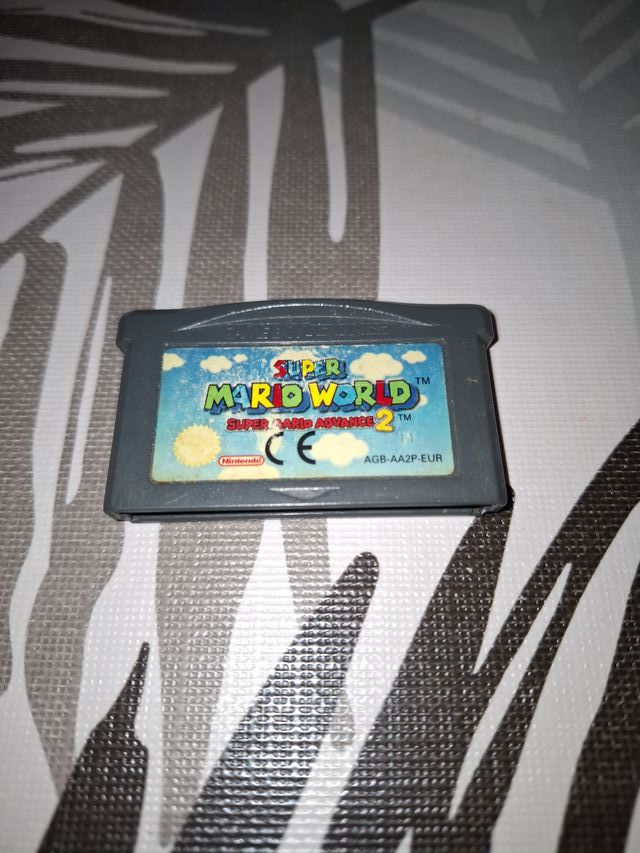 SUPER
MARIO WORLD™
SUPER MARIO ADVANCE 2™
Nintendo CE AGB-AA2P-EUR